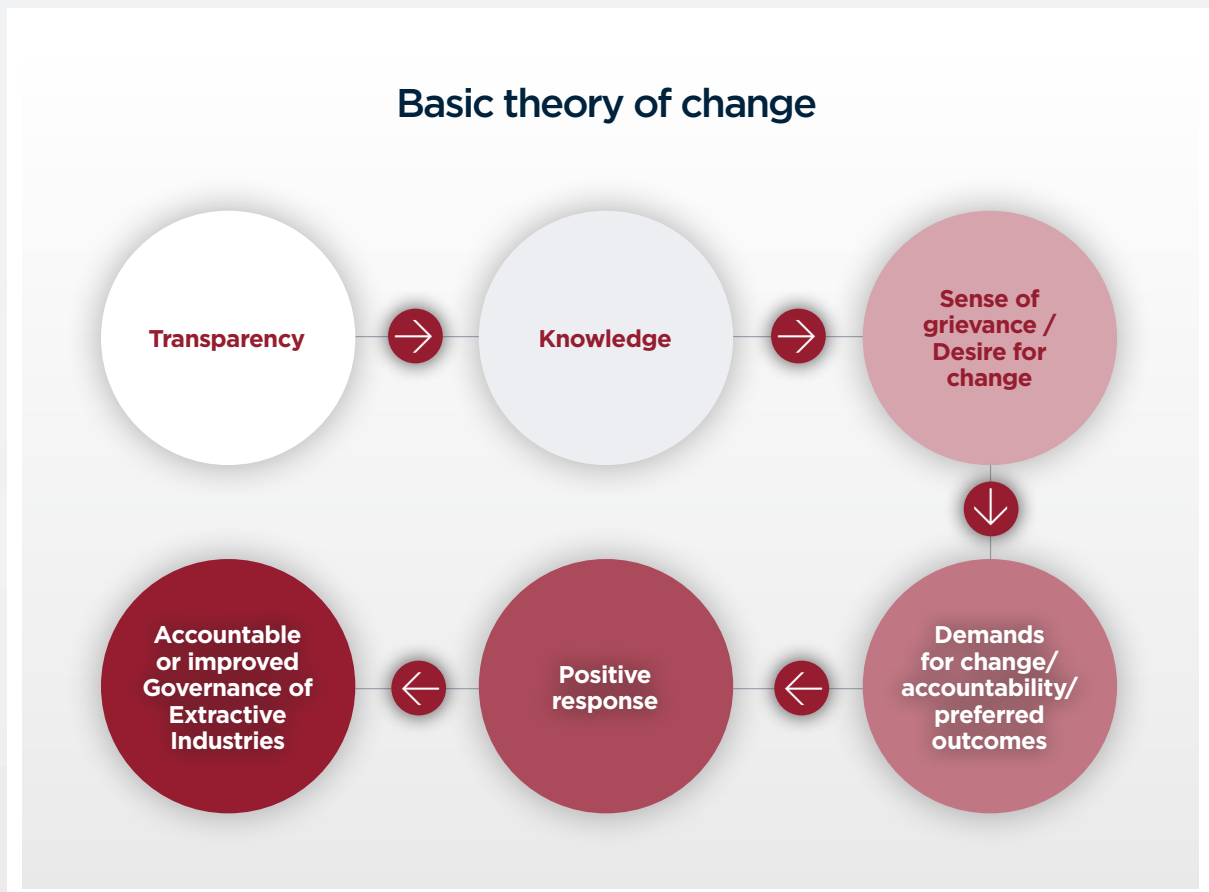 Basic theory of change
Transparency
Knowledge
Sense of
grievance /
Desire for
change
Demands
for change/
accountability/
preferred
outcomes
Positive
response
Accountable
or improved
Governance of
Extractive
Industries